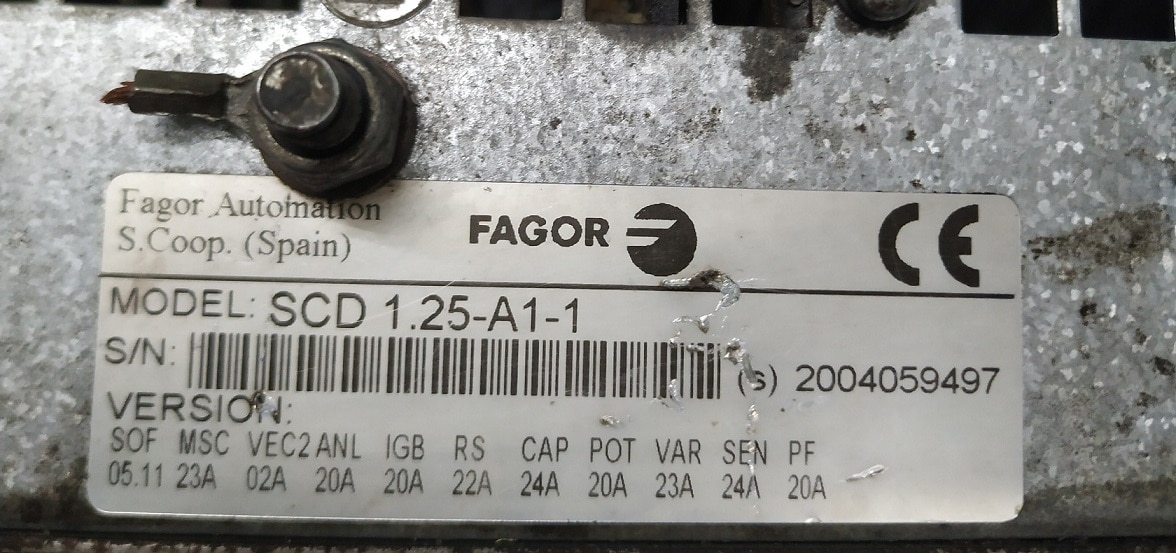 Fagor Automation
S.Coop. (Spain)
FAGOR
CE
MODEL: SCD 1.25-A1-1
S/N: (s) 2004059497
VERSION:
SOF MSC VEC2 ANL IGB RS CAP POT VAR SEN PF
05.11 23A 02A 20A 20A 22A 24A 20A 23A 24A 20A